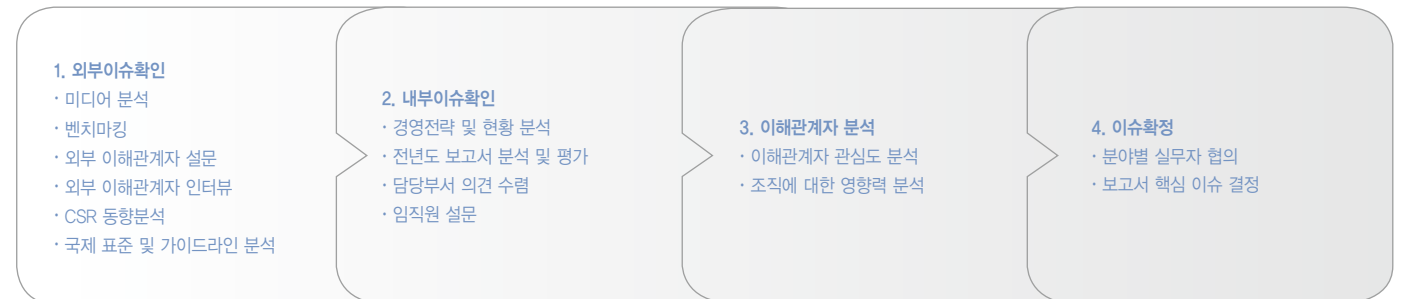 1. 외부이슈확인
· 미디어 분석
· 벤치마킹
· 외부 이해관계자 설문
· 외부 이해관계자 인터뷰
· CSR 동향분석
· 국제 표준 및 가이드라인 분석
2. 내부이슈확인
· 경영전략 및 현황 분석
· 전년도 보고서 분석 및 평가
· 담당부서 의견 수렴
· 임직원 설문
3. 이해관계자 분석
· 이해관계자 관심도 분석
· 조직에 대한 영향력 분석
4. 이슈확정
· 분야별 실무자 협의
· 보고서 핵심 이슈 결정